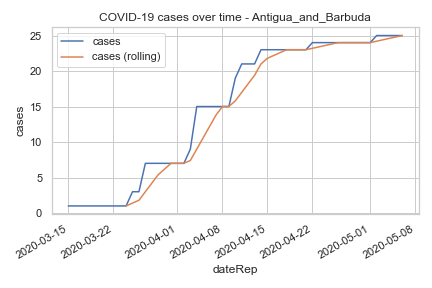 COVID-19 cases over time - Antigua_and_Barbuda
cases
cases (rolling)
25
20
15
10
5
0
cases
2020-03-15
2020-03-22
2020-04-01
2020-04-08
2020-04-15
2020-04-22
2020-05-01
2020-05-08
dateRep